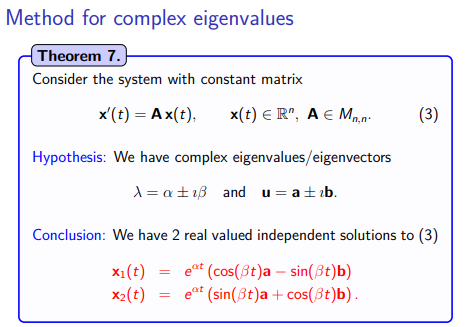 Method for complex eigenvalues
Theorem 7.
Consider the system with constant matrix
x′(t) = A x(t), x(t) ∈ ℝⁿ, A ∈ Mₙ,ₙ. (3)
Hypothesis: We have complex eigenvalues/eigenvectors
λ = α ± ıβ and u = a ± ıb.
Conclusion: We have 2 real valued independent solutions to (3)
x₁(t) = e^{αt} (cos(βt)a − sin(βt)b)
x₂(t) = e^{αt} (sin(βt)a + cos(βt)b) .